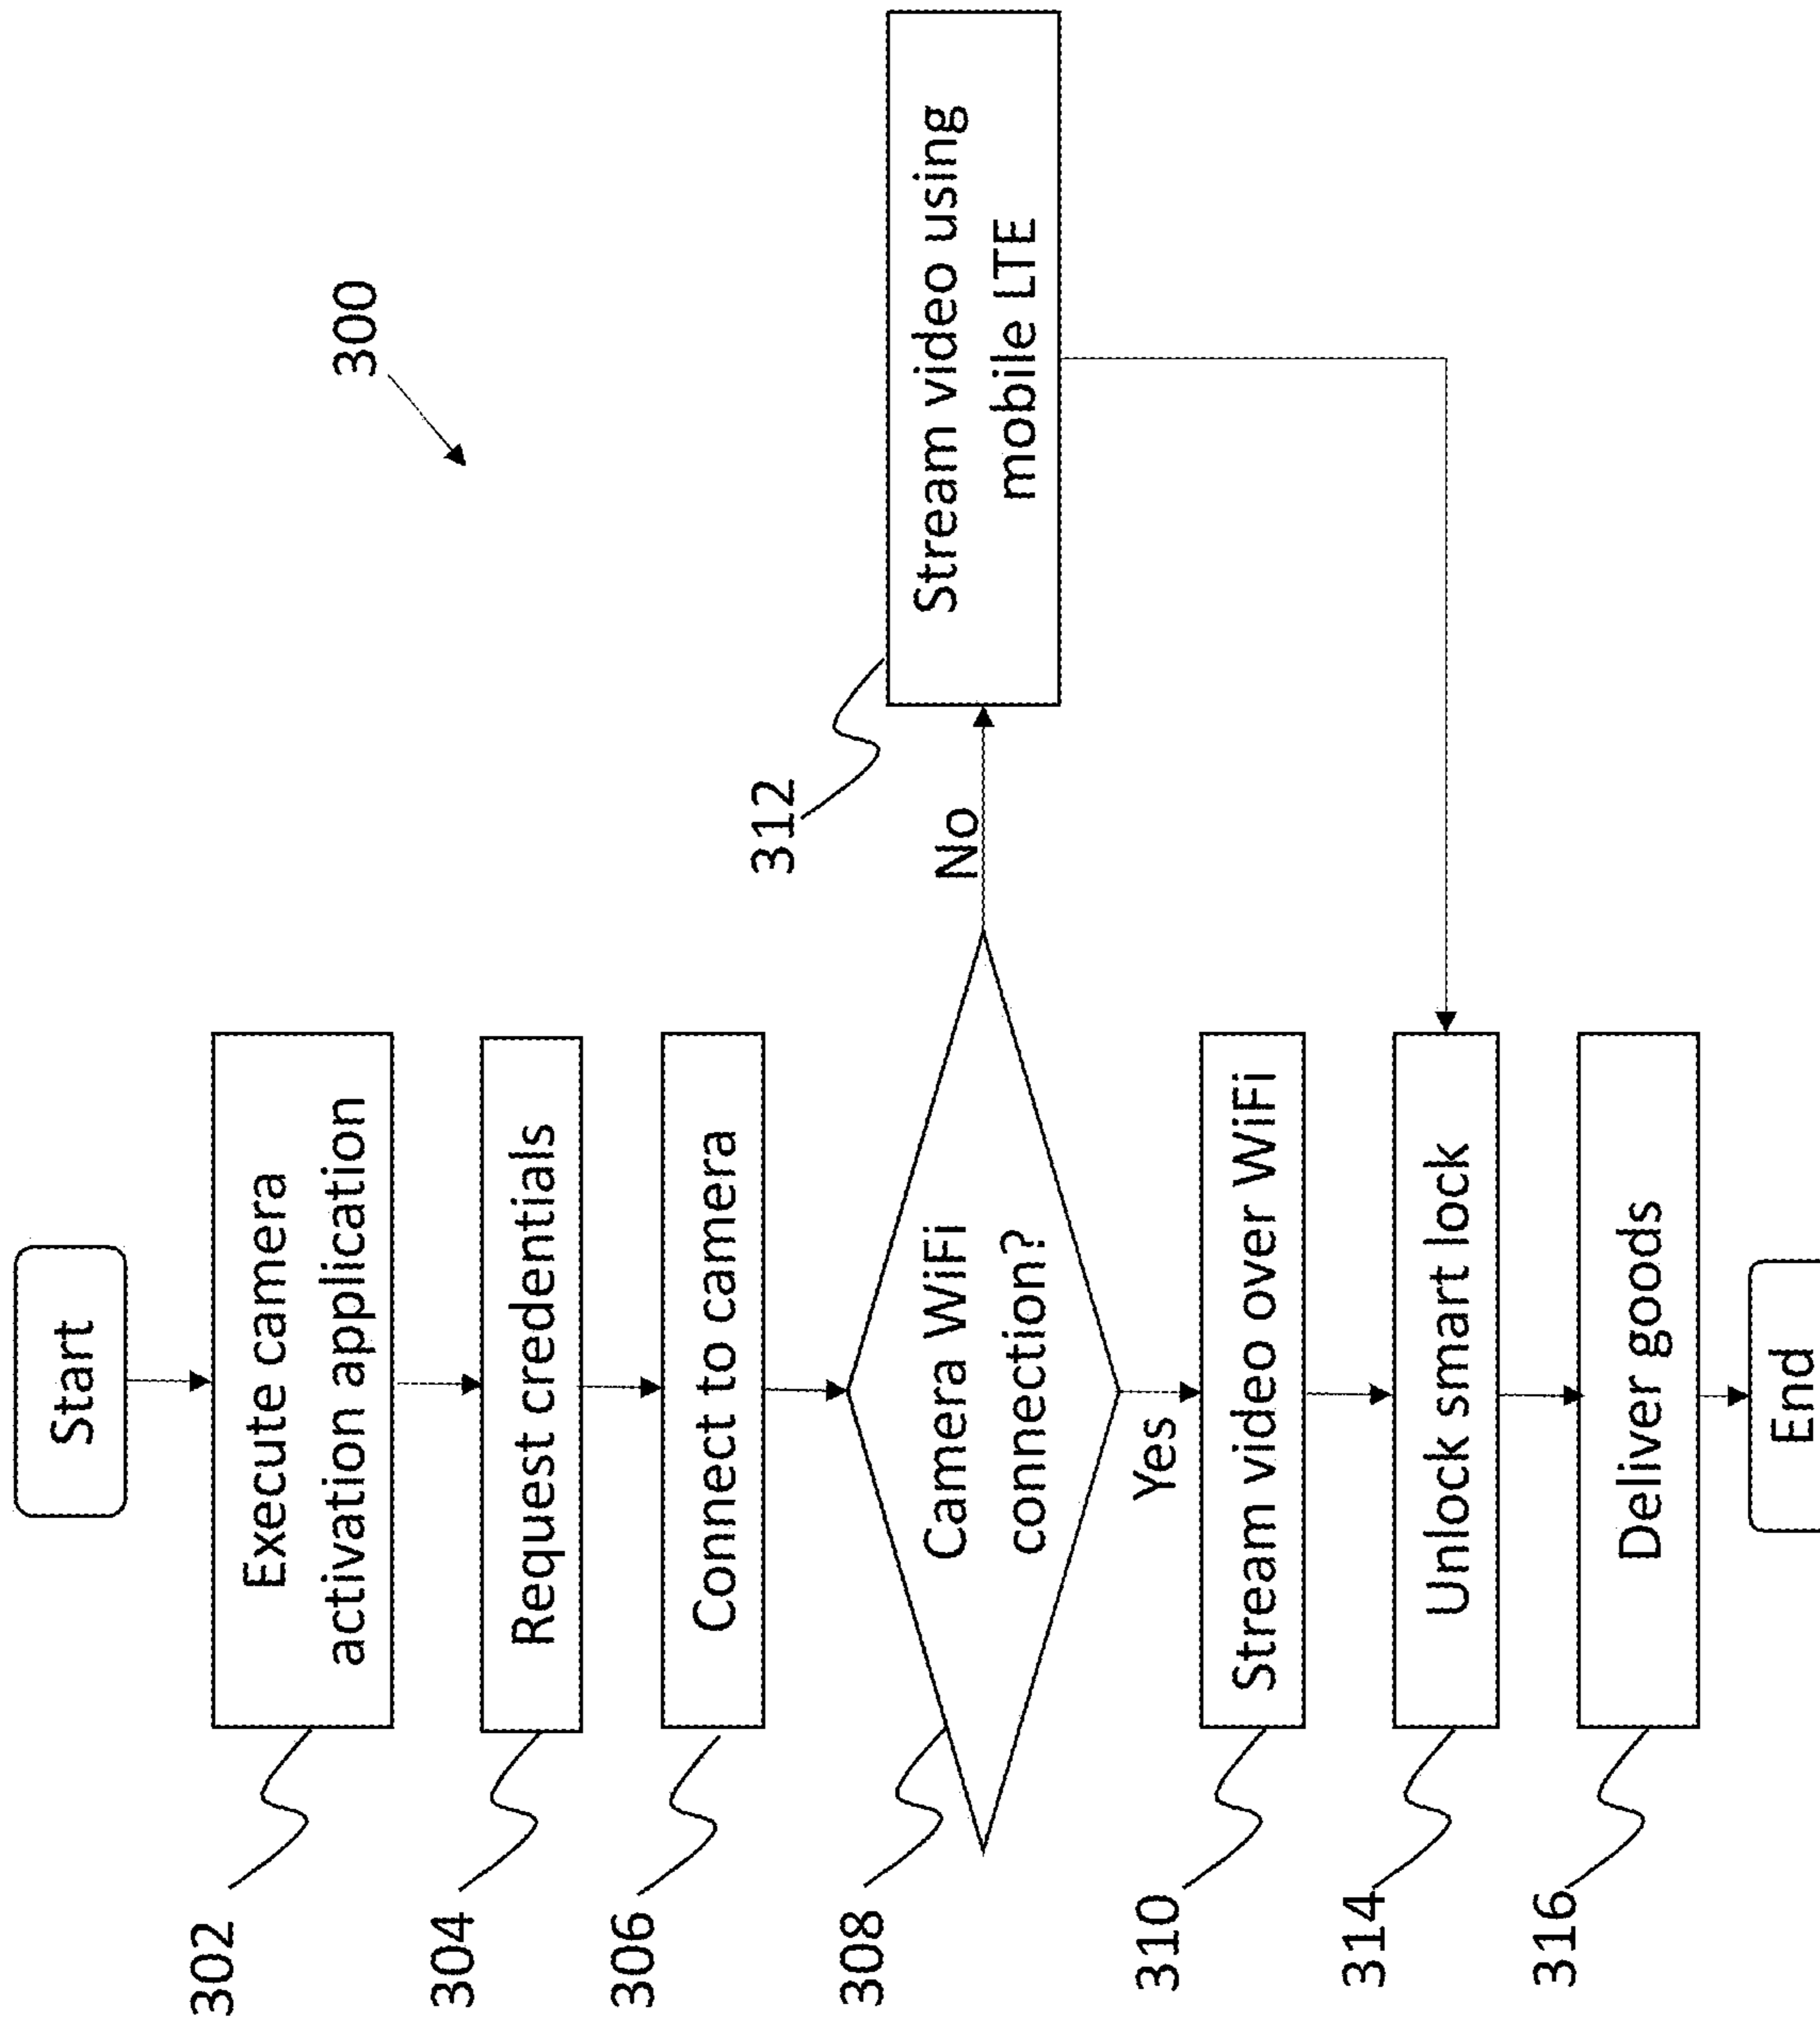 300
Start
302
Execute camera
activation application
304
Request credentials
306
Connect to camera
308
Camera WiFi
connection?
No
312
Stream video using
mobile LTE
Yes
310
Stream video over WiFi
314
Unlock smart lock
316
Deliver goods
End